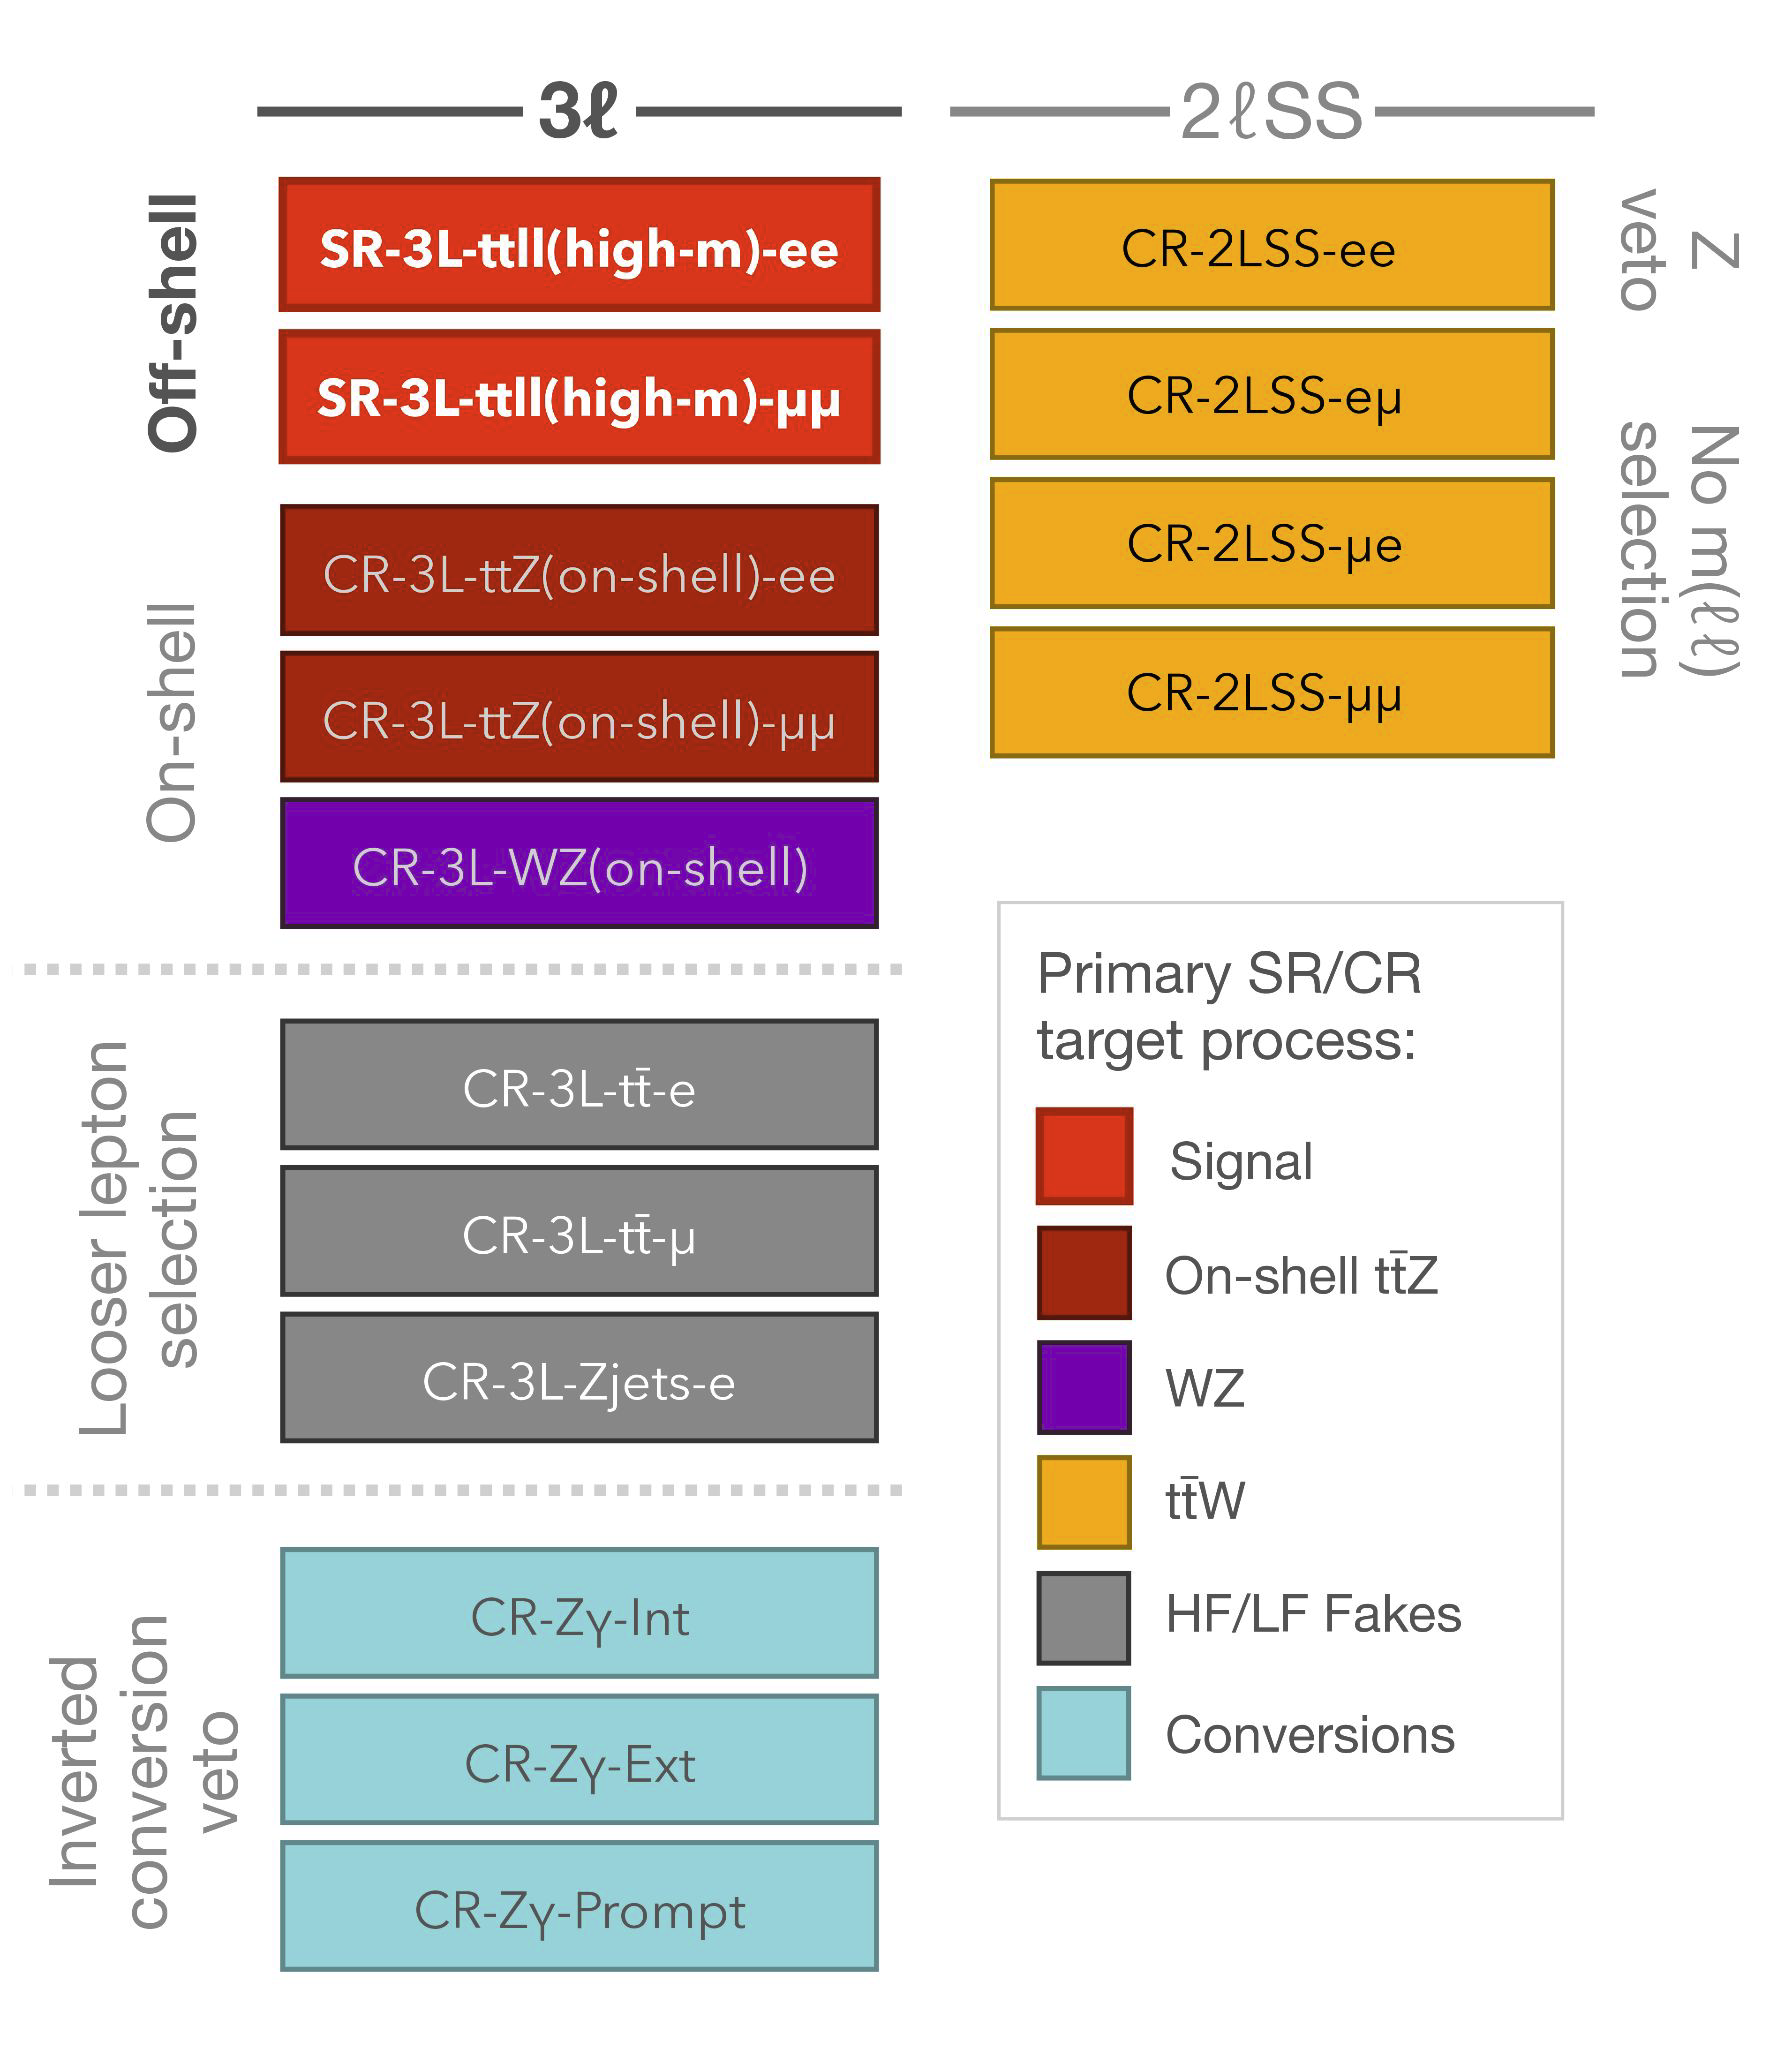 3ℓ
Off-shell
SR-3L-ttll(high-m)-ee
SR-3L-ttll(high-m)-μμ
On-shell
CR-3L-ttZ(on-shell)-ee
CR-3L-ttZ(on-shell)-μμ
CR-3L-WZ(on-shell)
Looser lepton
selection
CR-3L-tt̄-e
CR-3L-tt̄-μ
CR-3L-Zjets-e
Inverted
conversion
veto
CR-Zγ-Int
CR-Zγ-Ext
CR-Zγ-Prompt
2ℓSS
Z
veto
CR-2LSS-ee
No m(ℓℓ)
selection
CR-2LSS-eμ
CR-2LSS-μe
CR-2LSS-μμ
Primary SR/CR
target process:
Signal
On-shell tt̄Z
WZ
tt̄W
HF/LF Fakes
Conversions